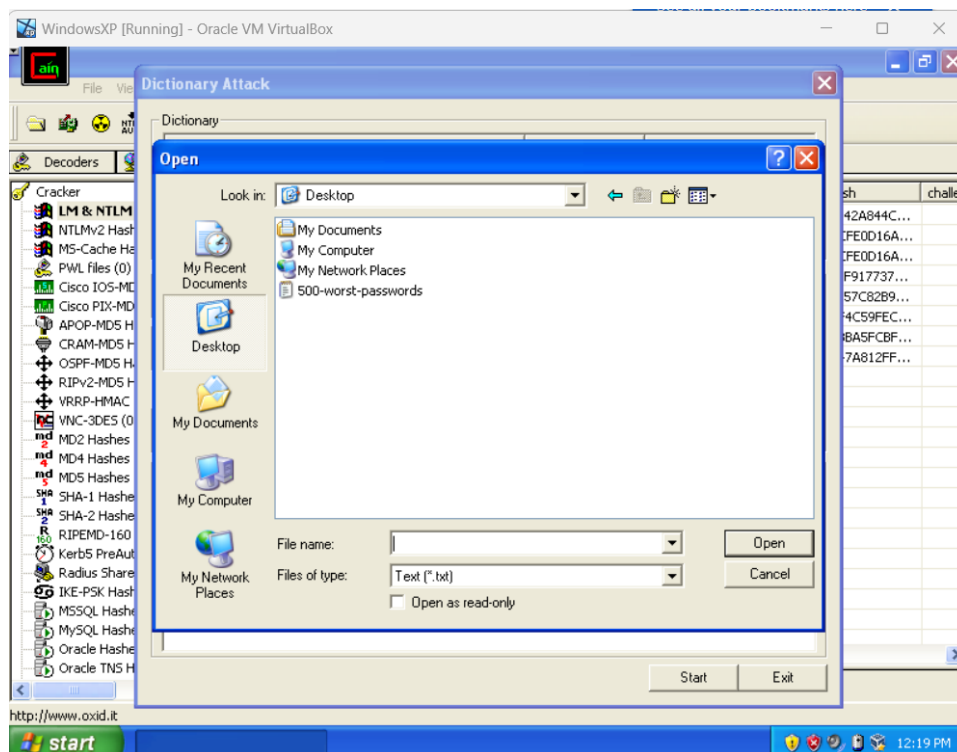 WindowsXP [Running] - Oracle VM VirtualBox
Cain
File
Dictionary Attack
Dictionary
Decoders
Open
Look in:
Desktop
My Recent
Documents
Desktop
My Documents
My Computer
My Network
Places
My Documents
My Computer
My Network Places
500-worst-passwords
File name:
Open
Files of type:
Text (*.txt)
Cancel
Open as read-only
Start
Exit
Cracker
LM & NTLM
NTLMv2 Hash
MS-Cache Ha
PWL files (0)
Cisco IOS-MD
Cisco PIX-MD
APOP-MD5 H
CRAM-MD5 H
OSPF-MD5 Ha
RIPv2-MD5 H
VRRP-HMAC
VNC-3DES (0
MD2 Hashes
MD4 Hashes
MD5 Hashes
SHA-1 Hashe
SHA-2 Hashe
RIPEMD-160
Kerb5 PreAut
Radius Share
IKE-PSK Hash
MSSQL Hashe
MySQL Hashe
Oracle Hashe
Oracle TNS H
sh
challe
42A844C...
CFE0D16A...
CFE0D16A...
F917737...
57C82B9...
4C59FEC...
BA5FCBF...
7A812FF...
http://www.oxid.it
start
12:19 PM